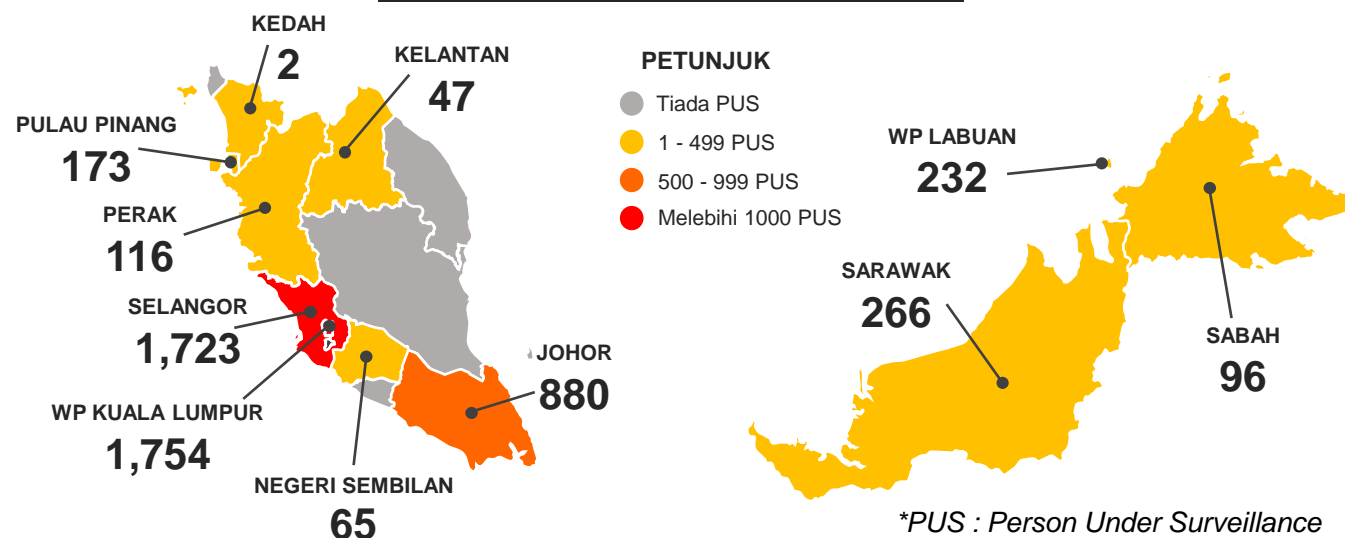 KEDAH
2
KELANTAN
47
PULAU PINANG
173
PERAK
116
SELANGOR
1,723
WP KUALA LUMPUR
1,754
NEGERI SEMBILAN
65
JOHOR
880
PETUNJUK
Tiada PUS
1 - 499 PUS
500 - 999 PUS
Melebihi 1000 PUS
WP LABUAN
232
SARAWAK
266
SABAH
96
*PUS : Person Under Surveillance